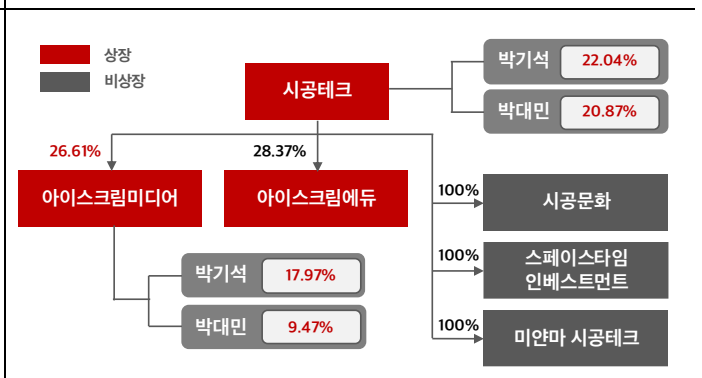 상장
비상장
시공테크
박기석 22.04%
박대민 20.87%
26.61%
28.37%
아이스크림미디어
아이스크림에듀
100%
시공문화
100%
스페이스타임
인베스트먼트
100%
미얀마 시공테크
박기석 17.97%
박대민 9.47%